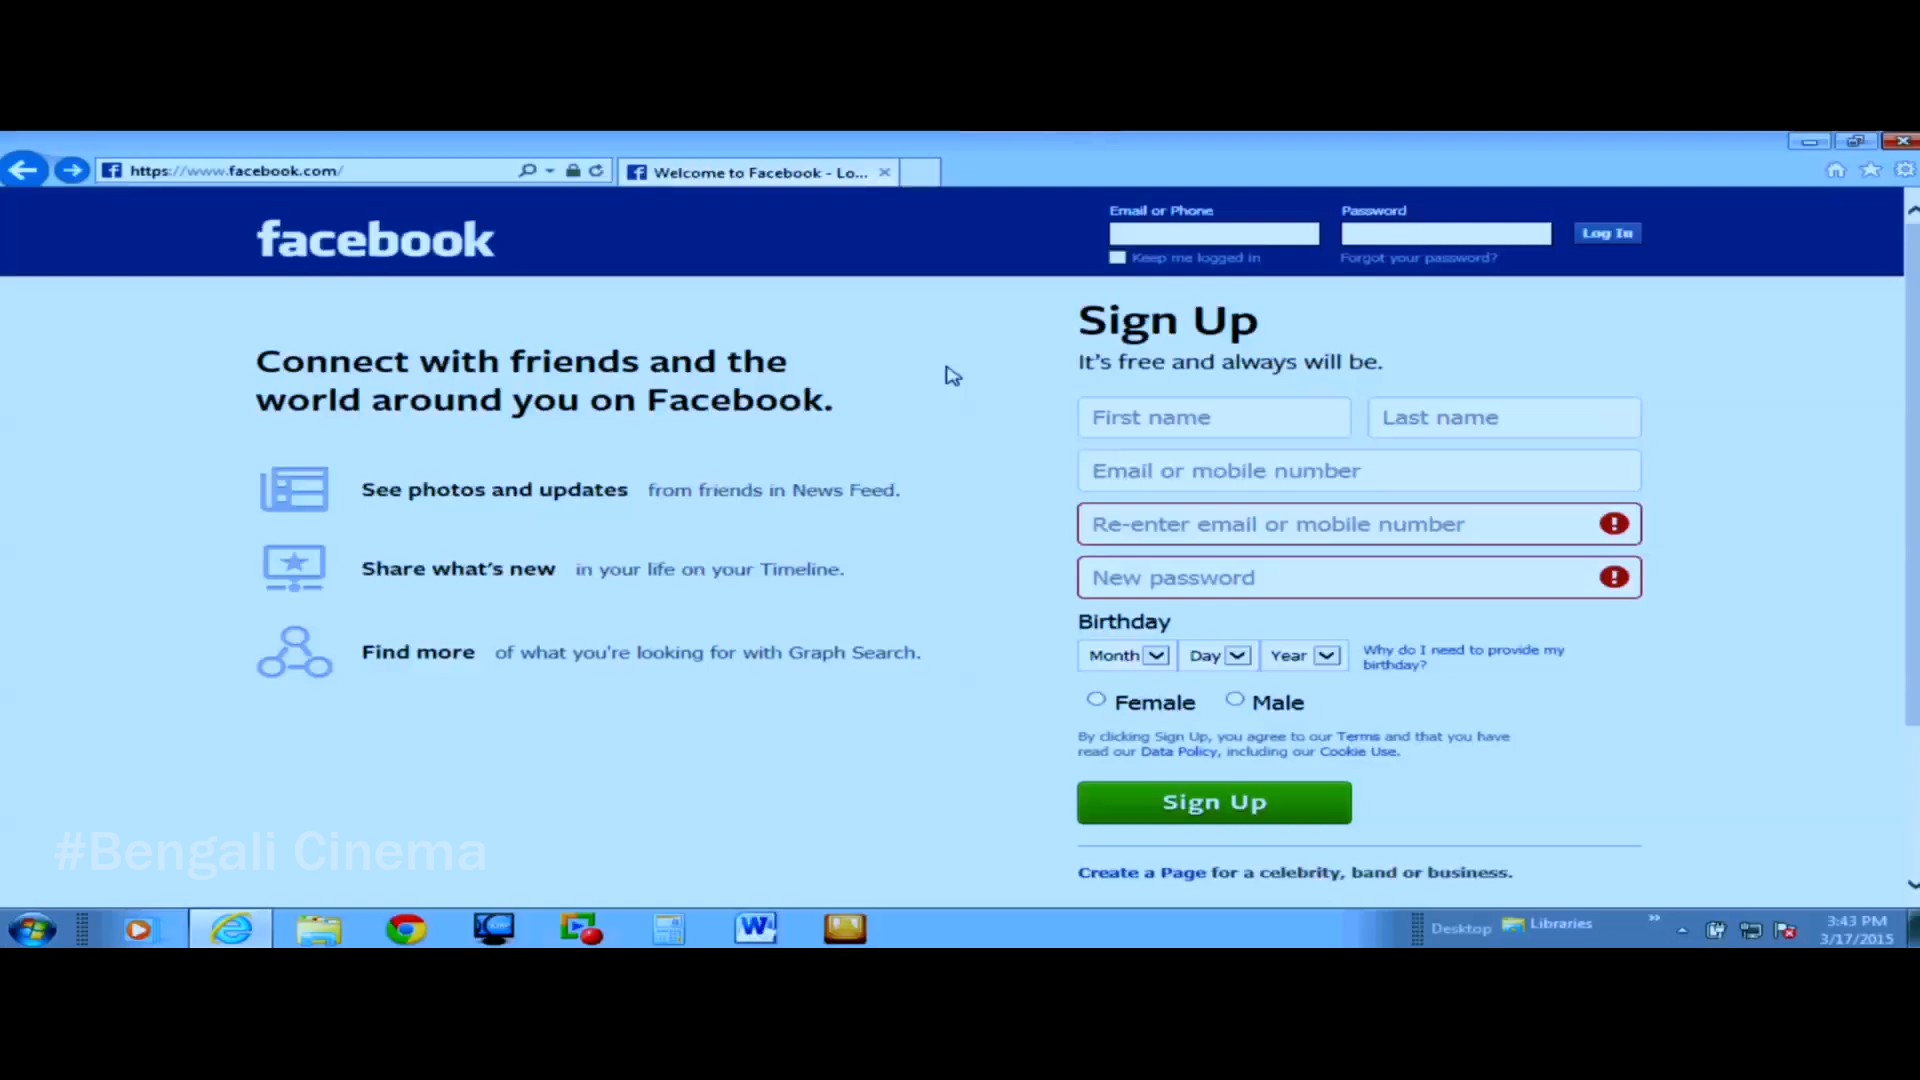 https://www.facebook.com/
Welcome to Facebook - Lo...
facebook
Email or Phone
Password
Log In
Keep me logged in
Forgot your password?
Connect with friends and the
world around you on Facebook.
See photos and updates from friends in News Feed.
Share what's new in your life on your Timeline.
Find more of what you're looking for with Graph Search.
Sign Up
It's free and always will be.
First name
Last name
Email or mobile number
Re-enter email or mobile number
New password
Birthday
Month Day Year
Why do I need to provide my
birthday?
Female Male
By clicking Sign Up, you agree to our Terms and that you have
read our Data Policy, including our Cookie Use.
Sign Up
Create a Page for a celebrity, band or business.
#Bengali Cinema
Desktop
Libraries
3:43 PM
3/17/2015